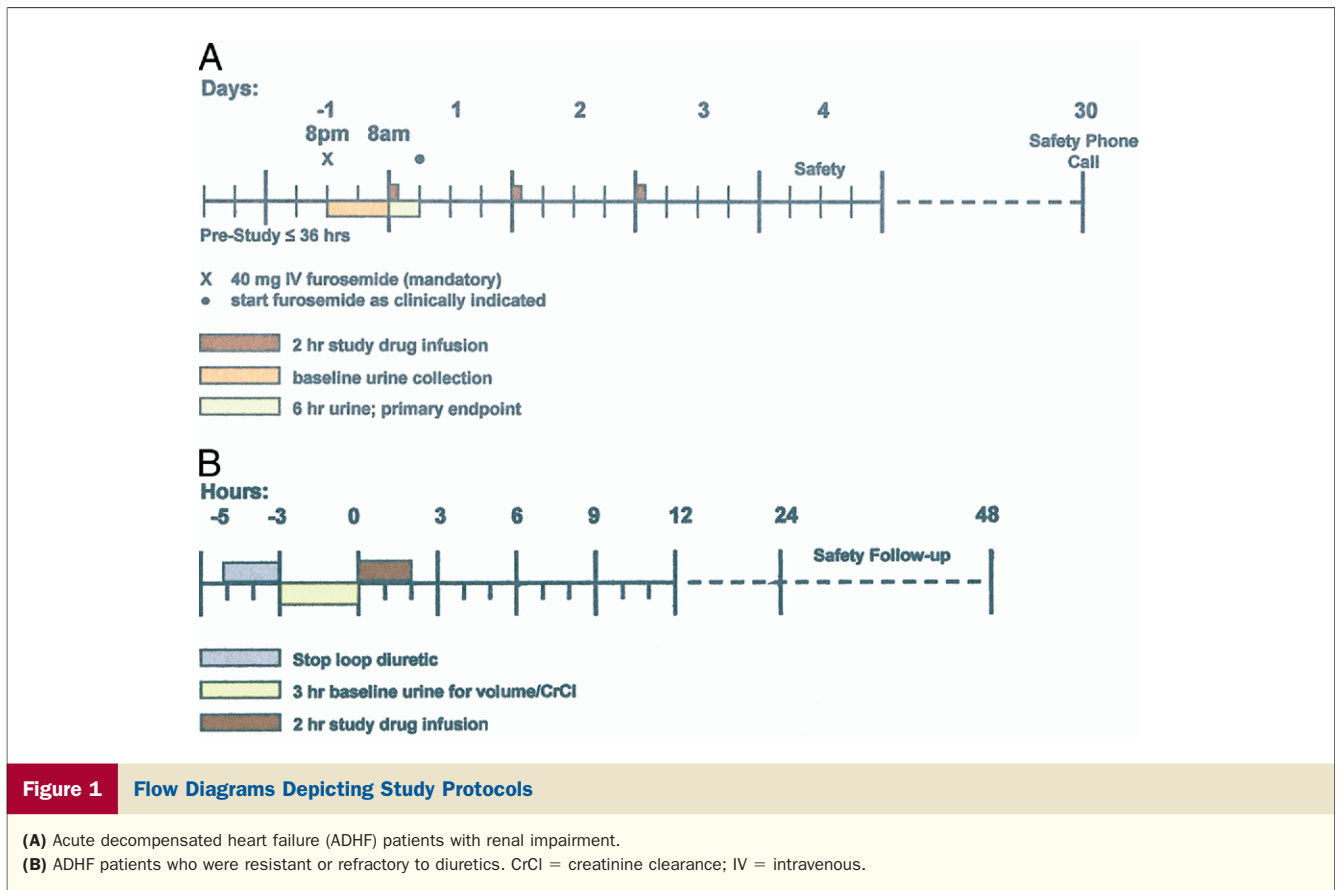 A
Days:
-1 1 2 3 4 30
8pm 8am
Safety Phone Call
X •
Safety
Pre-Study ≤ 36 hrs
X 40 mg IV furosemide (mandatory)
• start furosemide as clinically indicated
2 hr study drug infusion
baseline urine collection
6 hr urine; primary endpoint
B
Hours:
-5 -3 0 3 6 9 12 24 48
Safety Follow-up
Stop loop diuretic
3 hr baseline urine for volume/CrCl
2 hr study drug infusion
Figure 1 Flow Diagrams Depicting Study Protocols
(A) Acute decompensated heart failure (ADHF) patients with renal impairment.
(B) ADHF patients who were resistant or refractory to diuretics. CrCl = creatinine clearance; IV = intravenous.